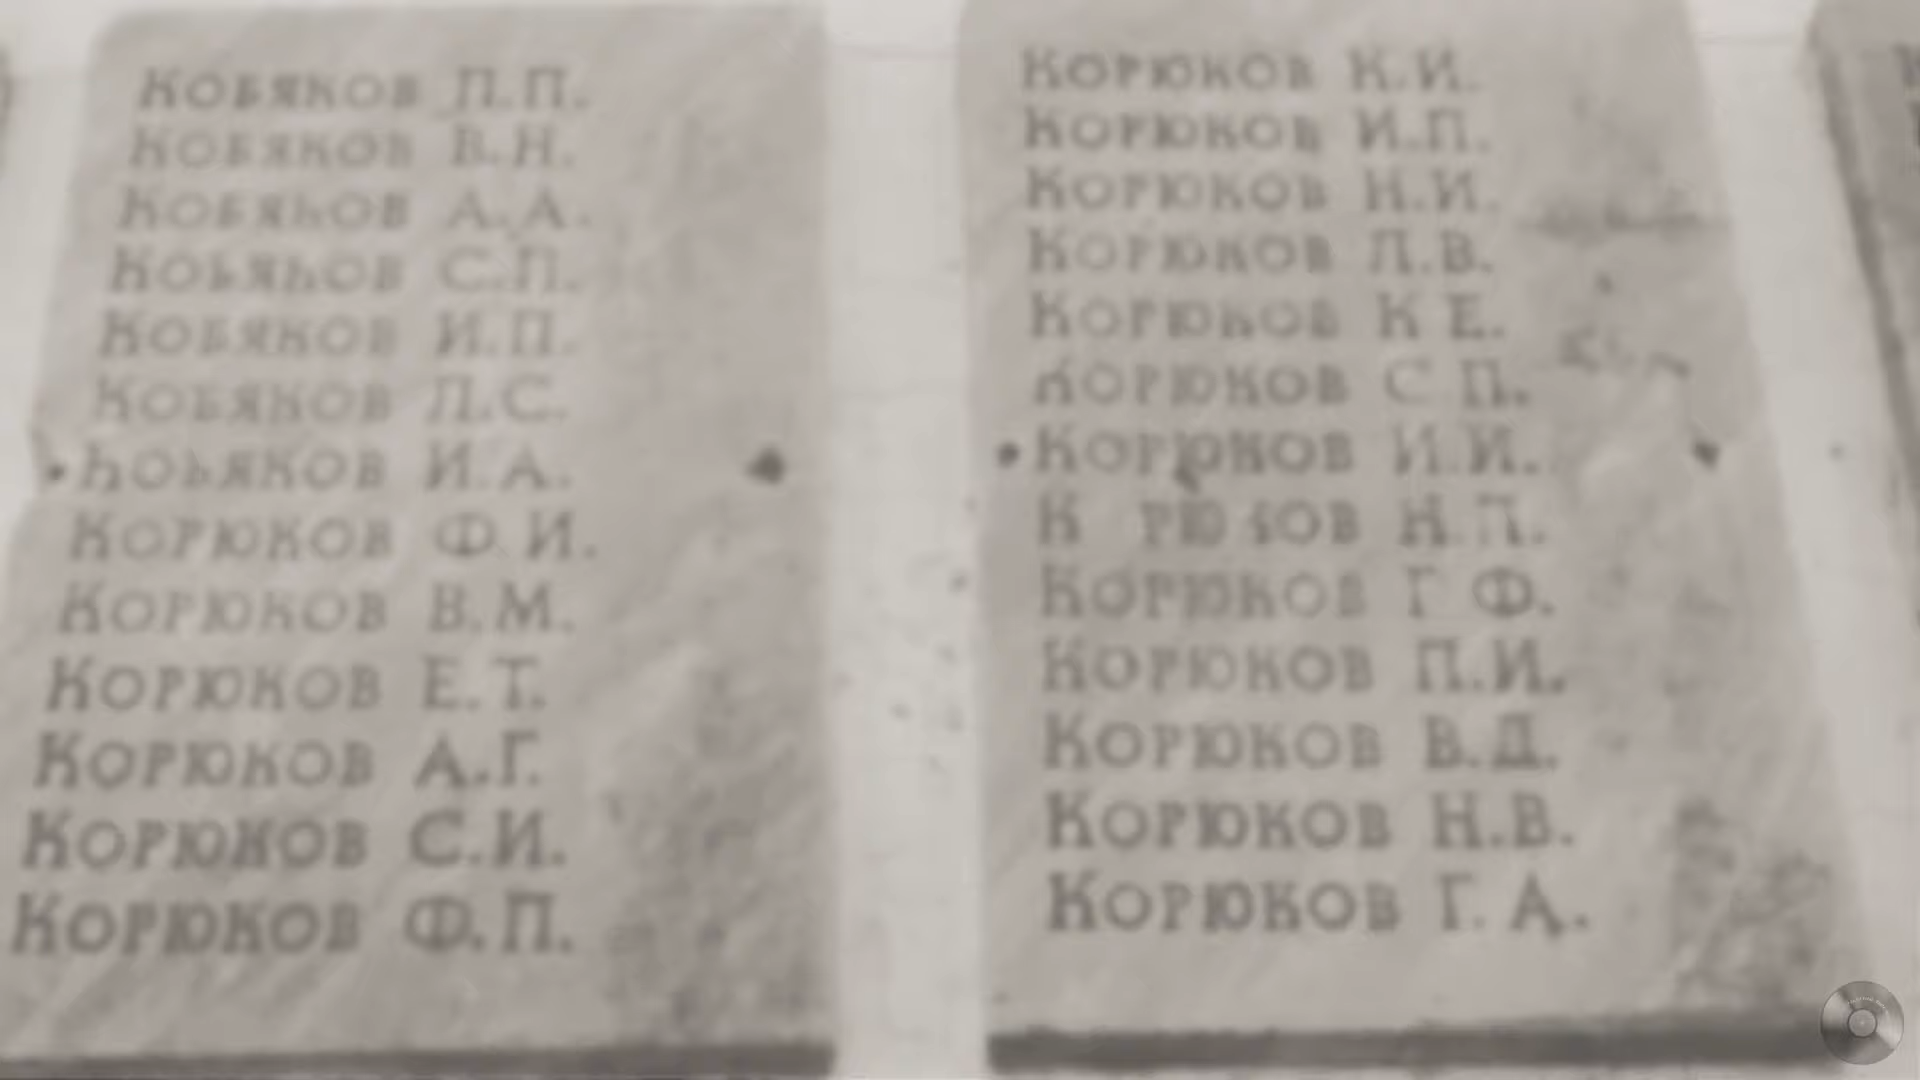 Кобяков П.П.
Кобяков В.Н.
Кобяков А.А.
Кобяков С.П.
Кобяков И.П.
Кобяков Л.С.
Кобяков И.А.
Корюков Ф.И.
Корюков В.М.
Корюков Е.Т.
Корюков А.Г.
Корюков С.И.
Корюков Ф.П.
Корюков К.И.
Корюков И.П.
Корюков Н.И.
Корюков Л.В.
Корюков К Е.
Корюков С П.
Корюков И.И.
К рюков Н.П.
Корюков Г Ф.
Корюков П.И.
Корюков В.Д.
Корюков Н.В.
Корюков Г.А.